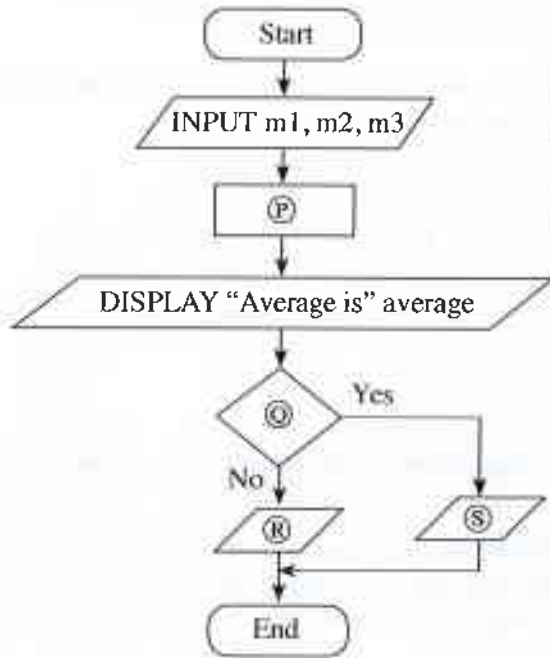 Start
INPUT m1, m2, m3
Ⓟ
DISPLAY “Average is” average
Ⓠ
Yes
No
Ⓡ
Ⓢ
End